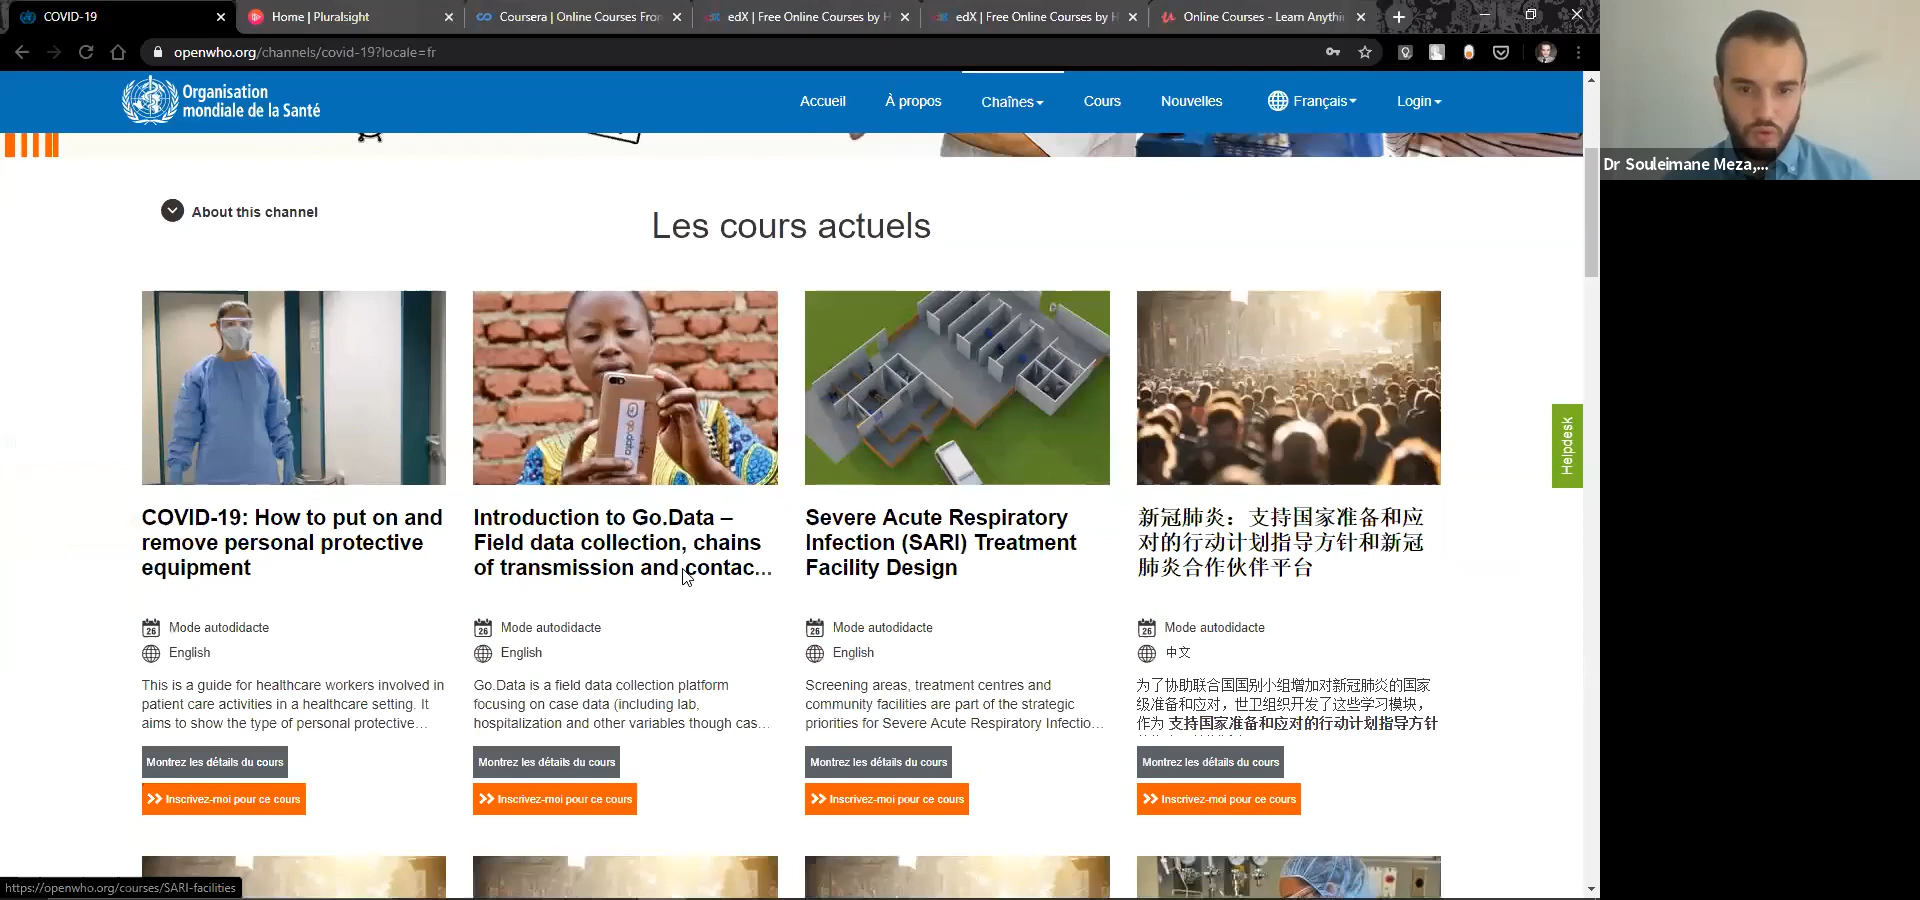 COVID-19
Home | Pluralsight
Coursera | Online Courses Fron
edX | Free Online Courses by H
edX | Free Online Courses by H
Online Courses - Learn Anythi
openwho.org/channels/covid-19?locale=fr
Organisation
mondiale de la Santé
Accueil
À propos
Chaînes
Cours
Nouvelles
Français
Login
Dr Souleimane Meza,...
About this channel
Les cours actuels
Helpdesk
COVID-19: How to put on and
remove personal protective
equipment
26 Mode autodidacte
English
This is a guide for healthcare workers involved in
patient care activities in a healthcare setting. It
aims to show the type of personal protective…
Montrez les détails du cours
Inscrivez-moi pour ce cours
go.data
Introduction to Go.Data –
Field data collection, chains
of transmission and contac…
26 Mode autodidacte
English
Go.Data is a field data collection platform
focusing on case data (including lab,
hospitalization and other variables though cas…
Montrez les détails du cours
Inscrivez-moi pour ce cours
Severe Acute Respiratory
Infection (SARI) Treatment
Facility Design
26 Mode autodidacte
English
Screening areas, treatment centres and
community facilities are part of the strategic
priorities for Severe Acute Respiratory Infectio…
Montrez les détails du cours
Inscrivez-moi pour ce cours
新冠肺炎：支持国家准备和应
对的行动计划指导方针和新冠
肺炎合作伙伴平台
26 Mode autodidacte
中文
为了协助联合国国别小组增加对新冠肺炎的国家
级准备和应对，世卫组织开发了这些学习模块，
作为 支持国家准备和应对的行动计划指导方针
Montrez les détails du cours
Inscrivez-moi pour ce cours
https://openwho.org/courses/SARI-facilities